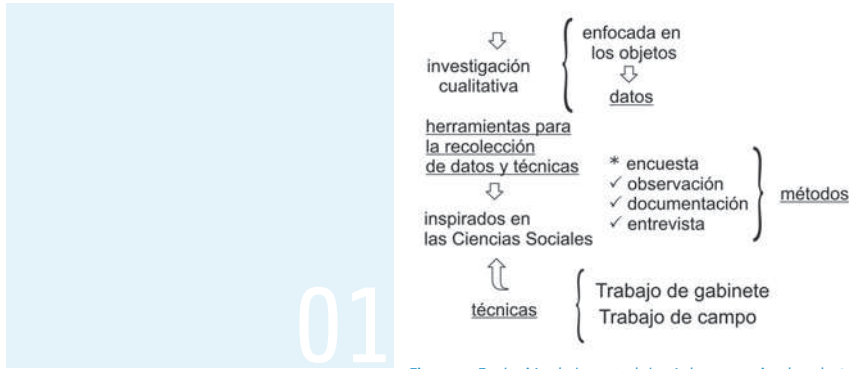 01
investigación
cualitativa
enfocada en
los objetos
datos
herramientas para
la recolección
de datos y técnicas
inspirados en
las Ciencias Sociales
* encuesta
✓ observación
✓ documentación
✓ entrevista
métodos
técnicas
Trabajo de gabinete
Trabajo de campo